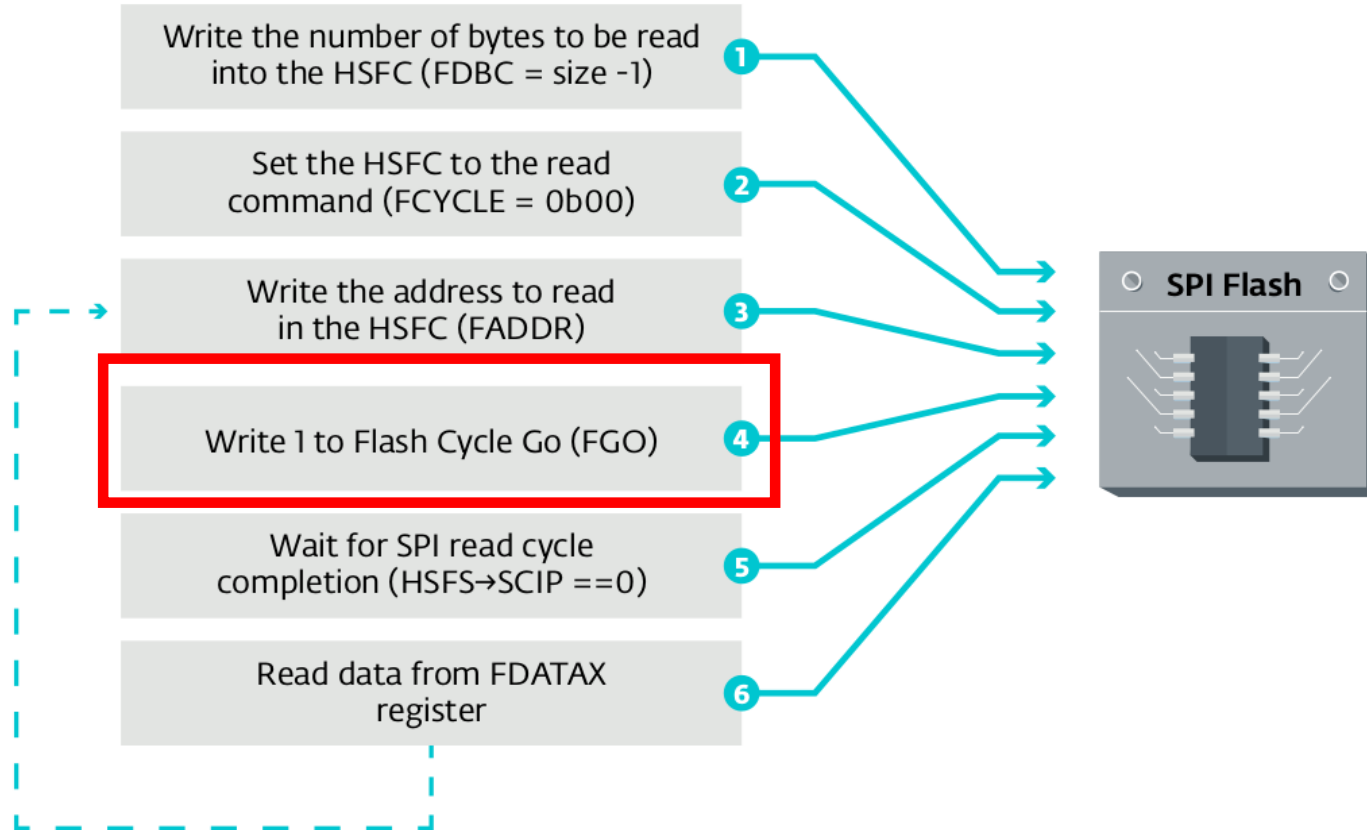 Write the number of bytes to be read
into the HSFC (FDBC = size -1)
1
Set the HSFC to the read
command (FCYCLE = 0b00)
2
Write the address to read
in the HSFC (FADDR)
3
Write 1 to Flash Cycle Go (FGO)
4
Wait for SPI read cycle
completion (HSFS→SCIP ==0)
5
Read data from FDATAX
register
6
SPI Flash